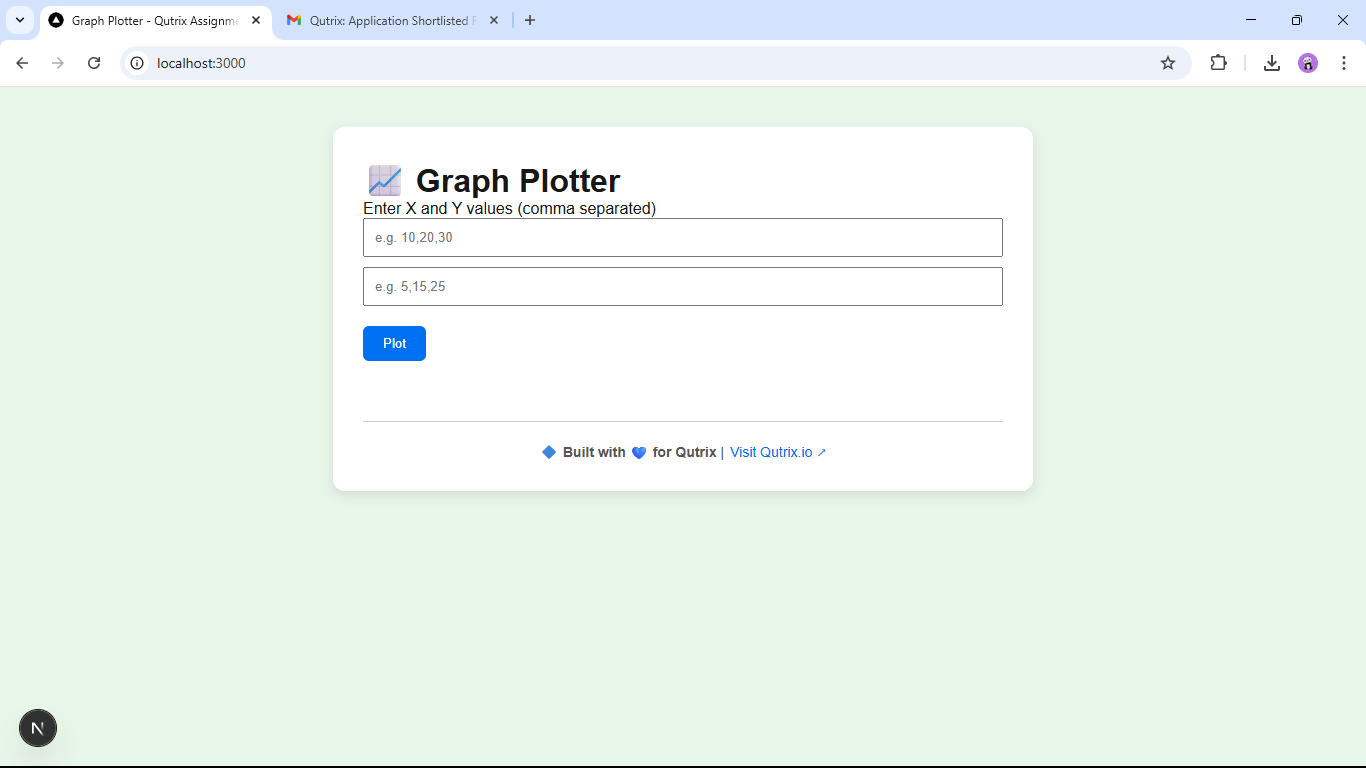 Graph Plotter - Qutrix Assignme
Qutrix: Application Shortlisted F
localhost:3000
📈 Graph Plotter
Enter X and Y values (comma separated)
e.g. 10,20,30
e.g. 5,15,25
Plot
🔷 Built with 💙 for Qutrix | Visit Qutrix.io ↗
N